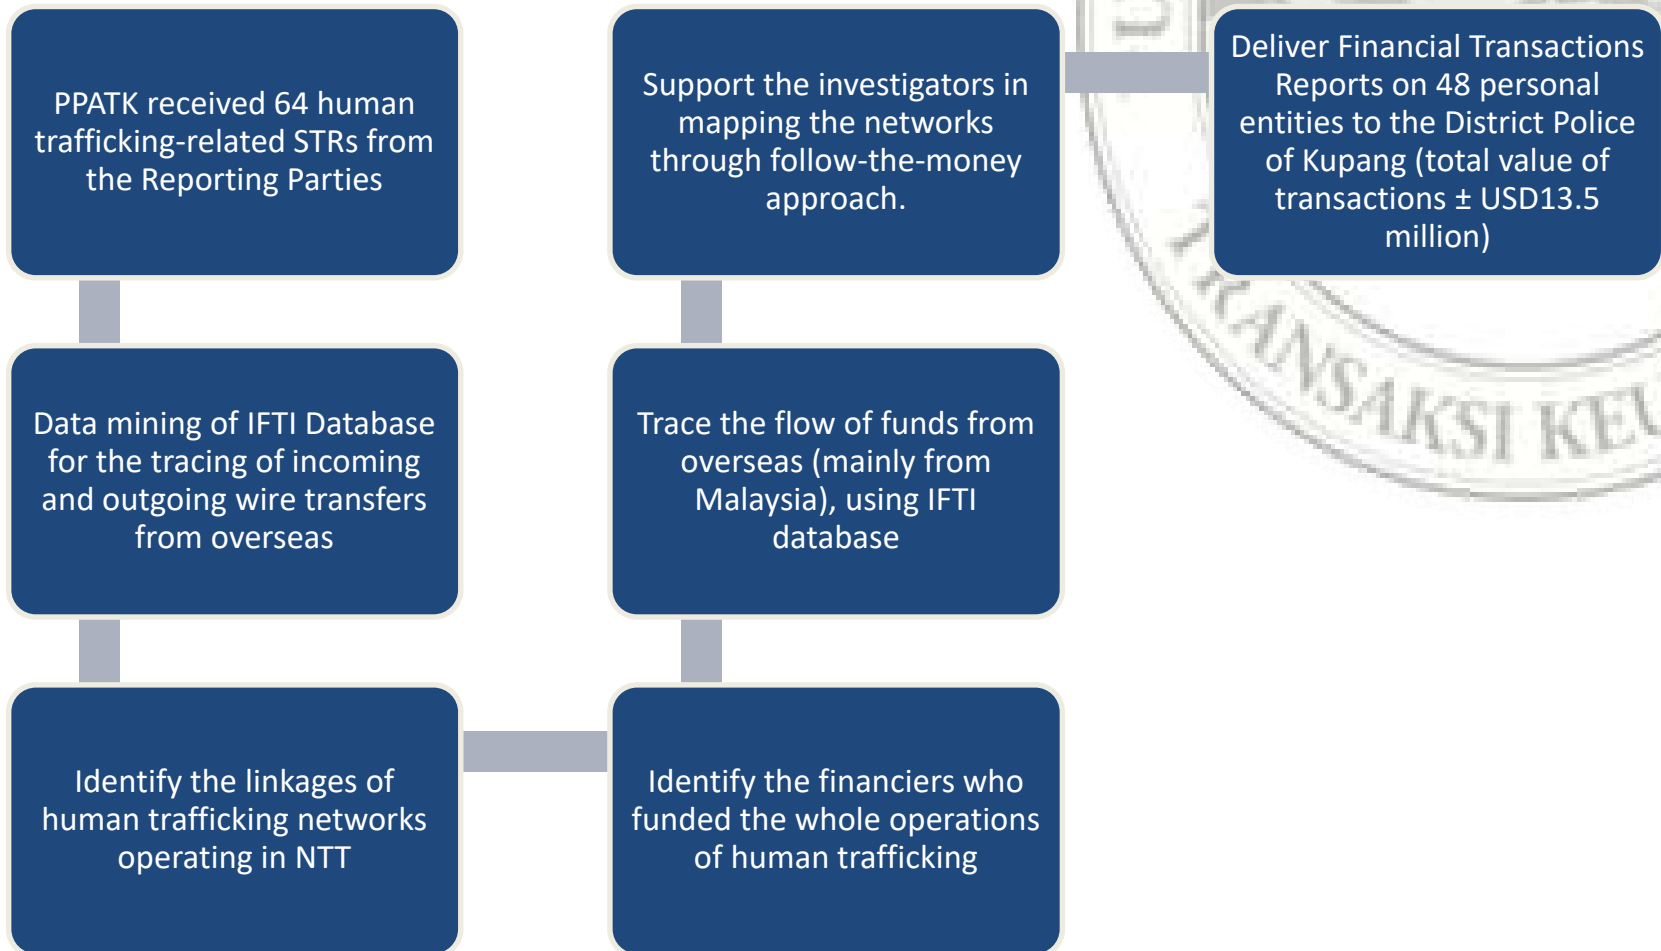 PPATK received 64 human
trafficking-related STRs from
the Reporting Parties
Data mining of IFTI Database
for the tracing of incoming
and outgoing wire transfers
from overseas
Identify the linkages of
human trafficking networks
operating in NTT
Identify the financiers who
funded the whole operations
of human trafficking
Trace the flow of funds from
overseas (mainly from
Malaysia), using IFTI
database
Support the investigators in
mapping the networks
through follow-the-money
approach.
Deliver Financial Transactions
Reports on 48 personal
entities to the District Police
of Kupang (total value of
transactions ± USD13.5
million)
TRANSAKSI KEU